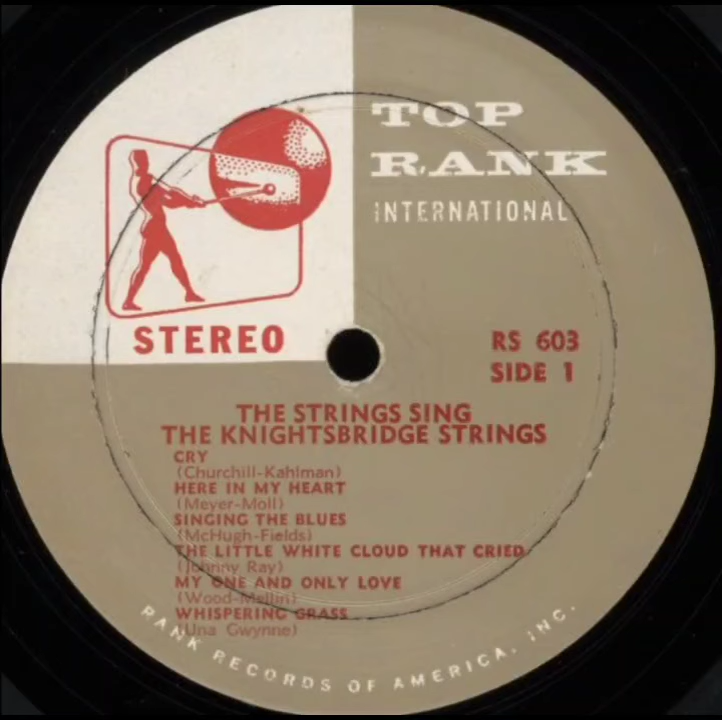 TOP
RANK
INTERNATIONAL
STEREO
RS 603
SIDE 1
THE STRINGS SING
THE KNIGHTSBRIDGE STRINGS
CRY
(Churchill-Kahlman)
HERE IN MY HEART
(Meyer-Moll)
SINGING THE BLUES
(McHugh-Fields)
THE LITTLE WHITE CLOUD THAT CRIED
(Johnny Ray)
MY ONE AND ONLY LOVE
(Wood-Mellin)
WHISPERING GRASS
(Una Gwynne)
RANK RECORDS OF AMERICA, INC.